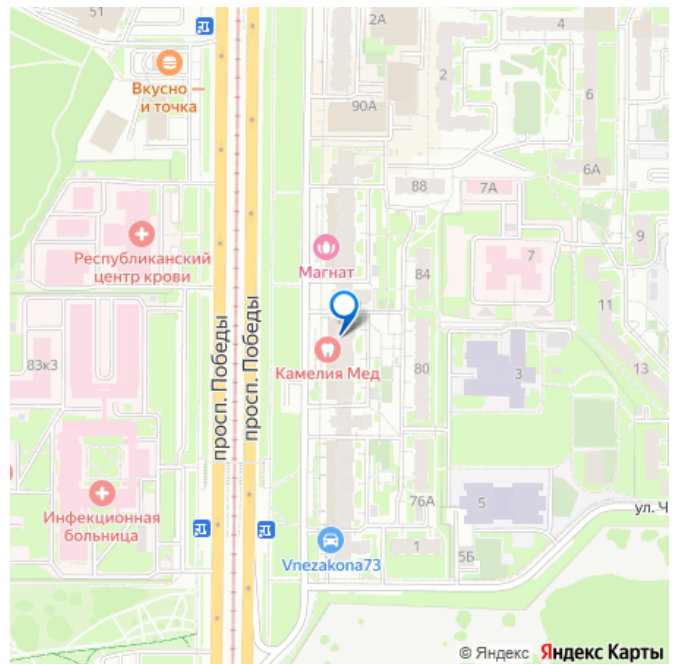 51
2А
4
Вкусно —
и точка
2
90А
6
6А
88
7А
Республиканский
центр крови
9
7
Магнат
84
11
просп. Победы
просп. Победы
83к3
Камелия Мед
80
3
13
76А
5
ул. Ч
Инфекционная
больница
1
5Б
Vnezakona73
© Яндекс Яндекс Карты